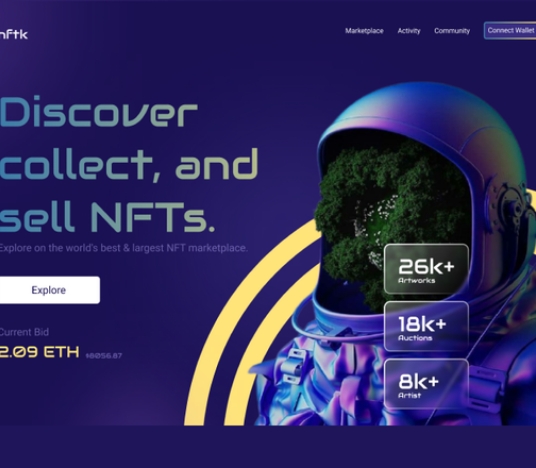 nftk
Marketplace
Activity
Community
Connect Wallet
Discover
collect, and
sell NFTs.
Explore on the world's best & largest NFT marketplace.
Explore
Current Bid
2.09 ETH
$8056.87
26k+
Artworks
18k+
Auctions
8k+
Artist